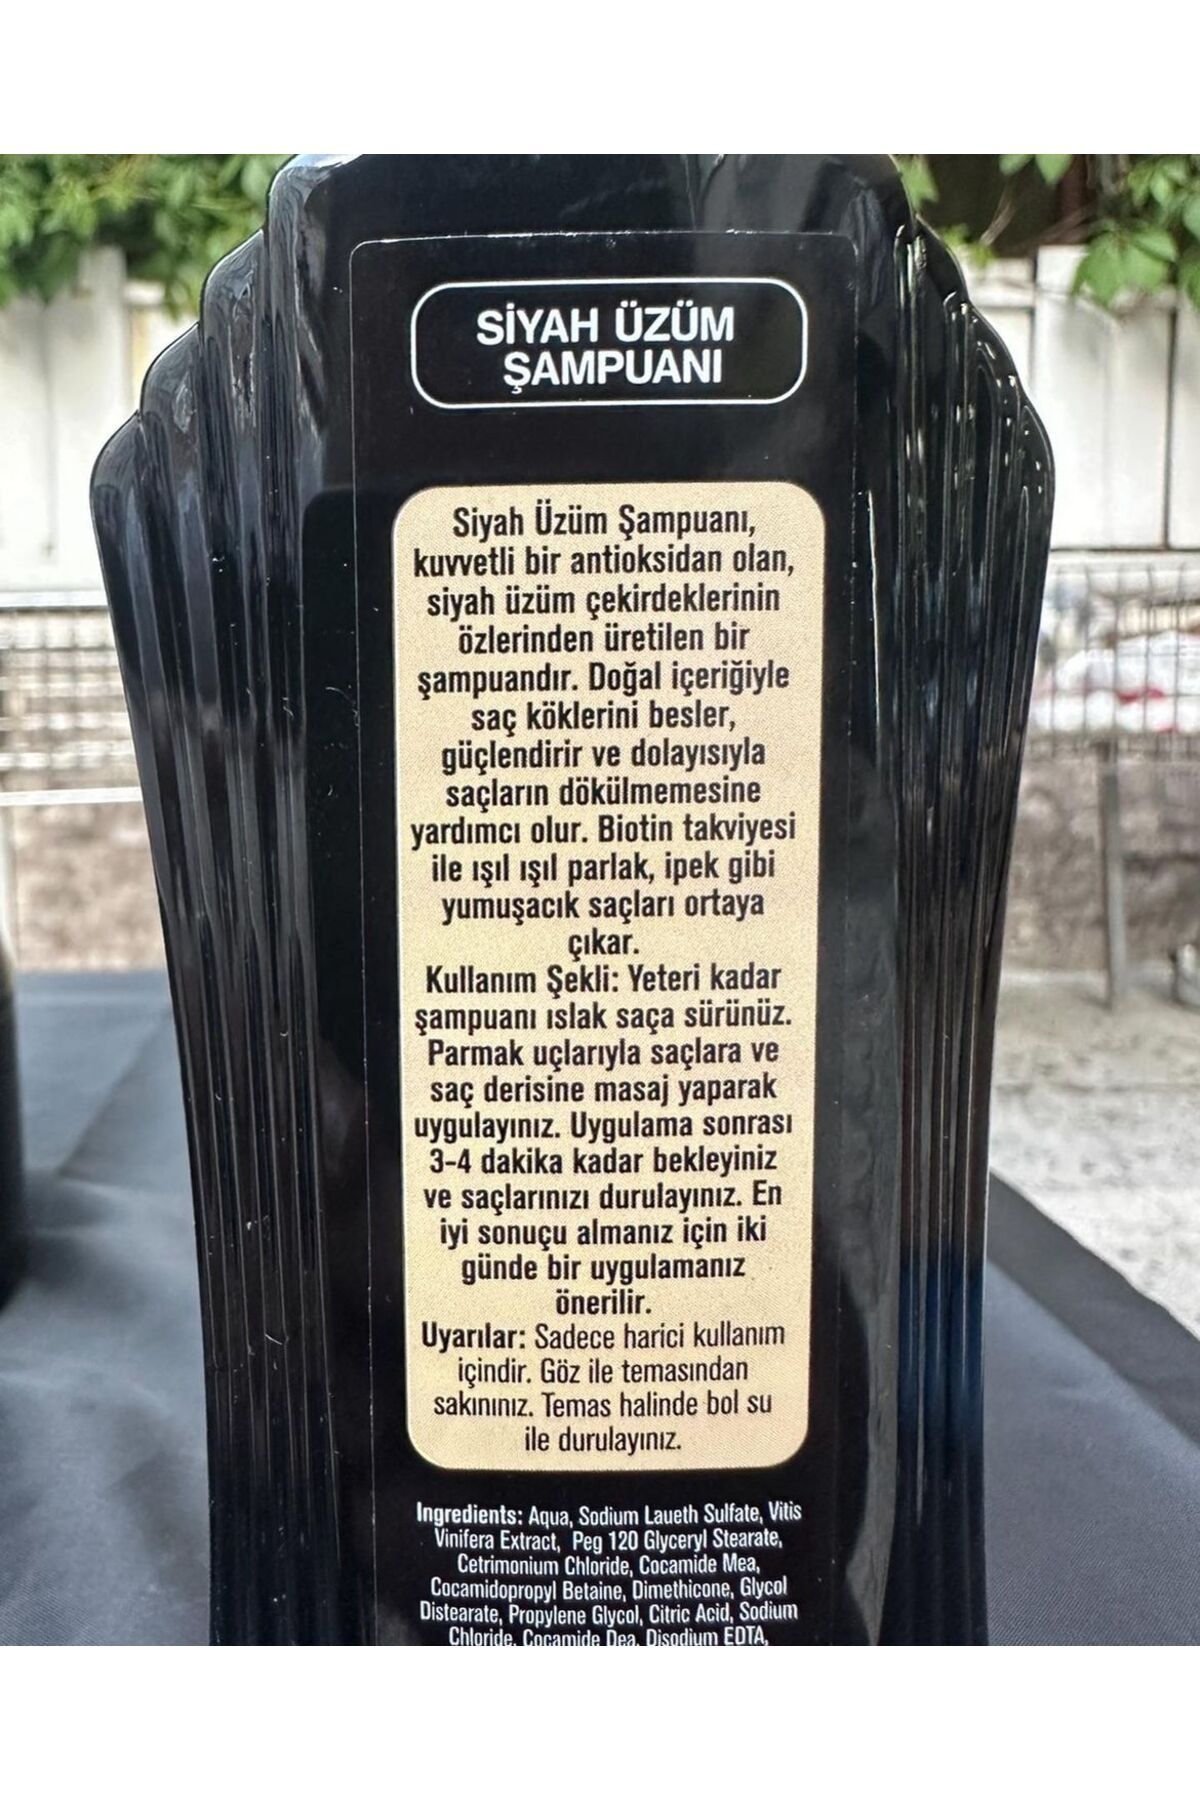 SİYAH ÜZÜM
ŞAMPUANI
Siyah Üzüm Şampuanı,
kuvvetli bir antioksidan olan,
siyah üzüm çekirdeklerinin
özlerinden üretilen bir
şampuandır. Doğal içeriğiyle
saç köklerini besler,
güçlendirir ve dolayısıyla
saçların dökülmemesine
yardımcı olur. Biotin takviyesi
ile ışıl ışıl parlak, ipek gibi
yumuşacık saçları ortaya
çıkar.
Kullanım Şekli: Yeteri kadar
şampuanı ıslak saça sürünüz.
Parmak uçlarıyla saçlara ve
saç derisine masaj yaparak
uygulayınız. Uygulama sonrası
3-4 dakika kadar bekleyiniz
ve saçlarınızı durulayınız. En
iyi sonuçu almanız için iki
günde bir uygulamanız
önerilir.
Uyarılar: Sadece harici kullanım
içindir. Göz ile temasından
sakınınız. Temas halinde bol su
ile durulayınız.
Ingredients: Aqua, Sodium Laueth Sulfate, Vitis
Vinifera Extract, Peg 120 Glyceryl Stearate,
Cetrimonium Chloride, Cocamide Mea,
Cocamidopropyl Betaine, Dimethicone, Glycol
Distearate, Propylene Glycol, Citric Acid, Sodium
Chloride, Cocamide Dea, Disodium EDTA,